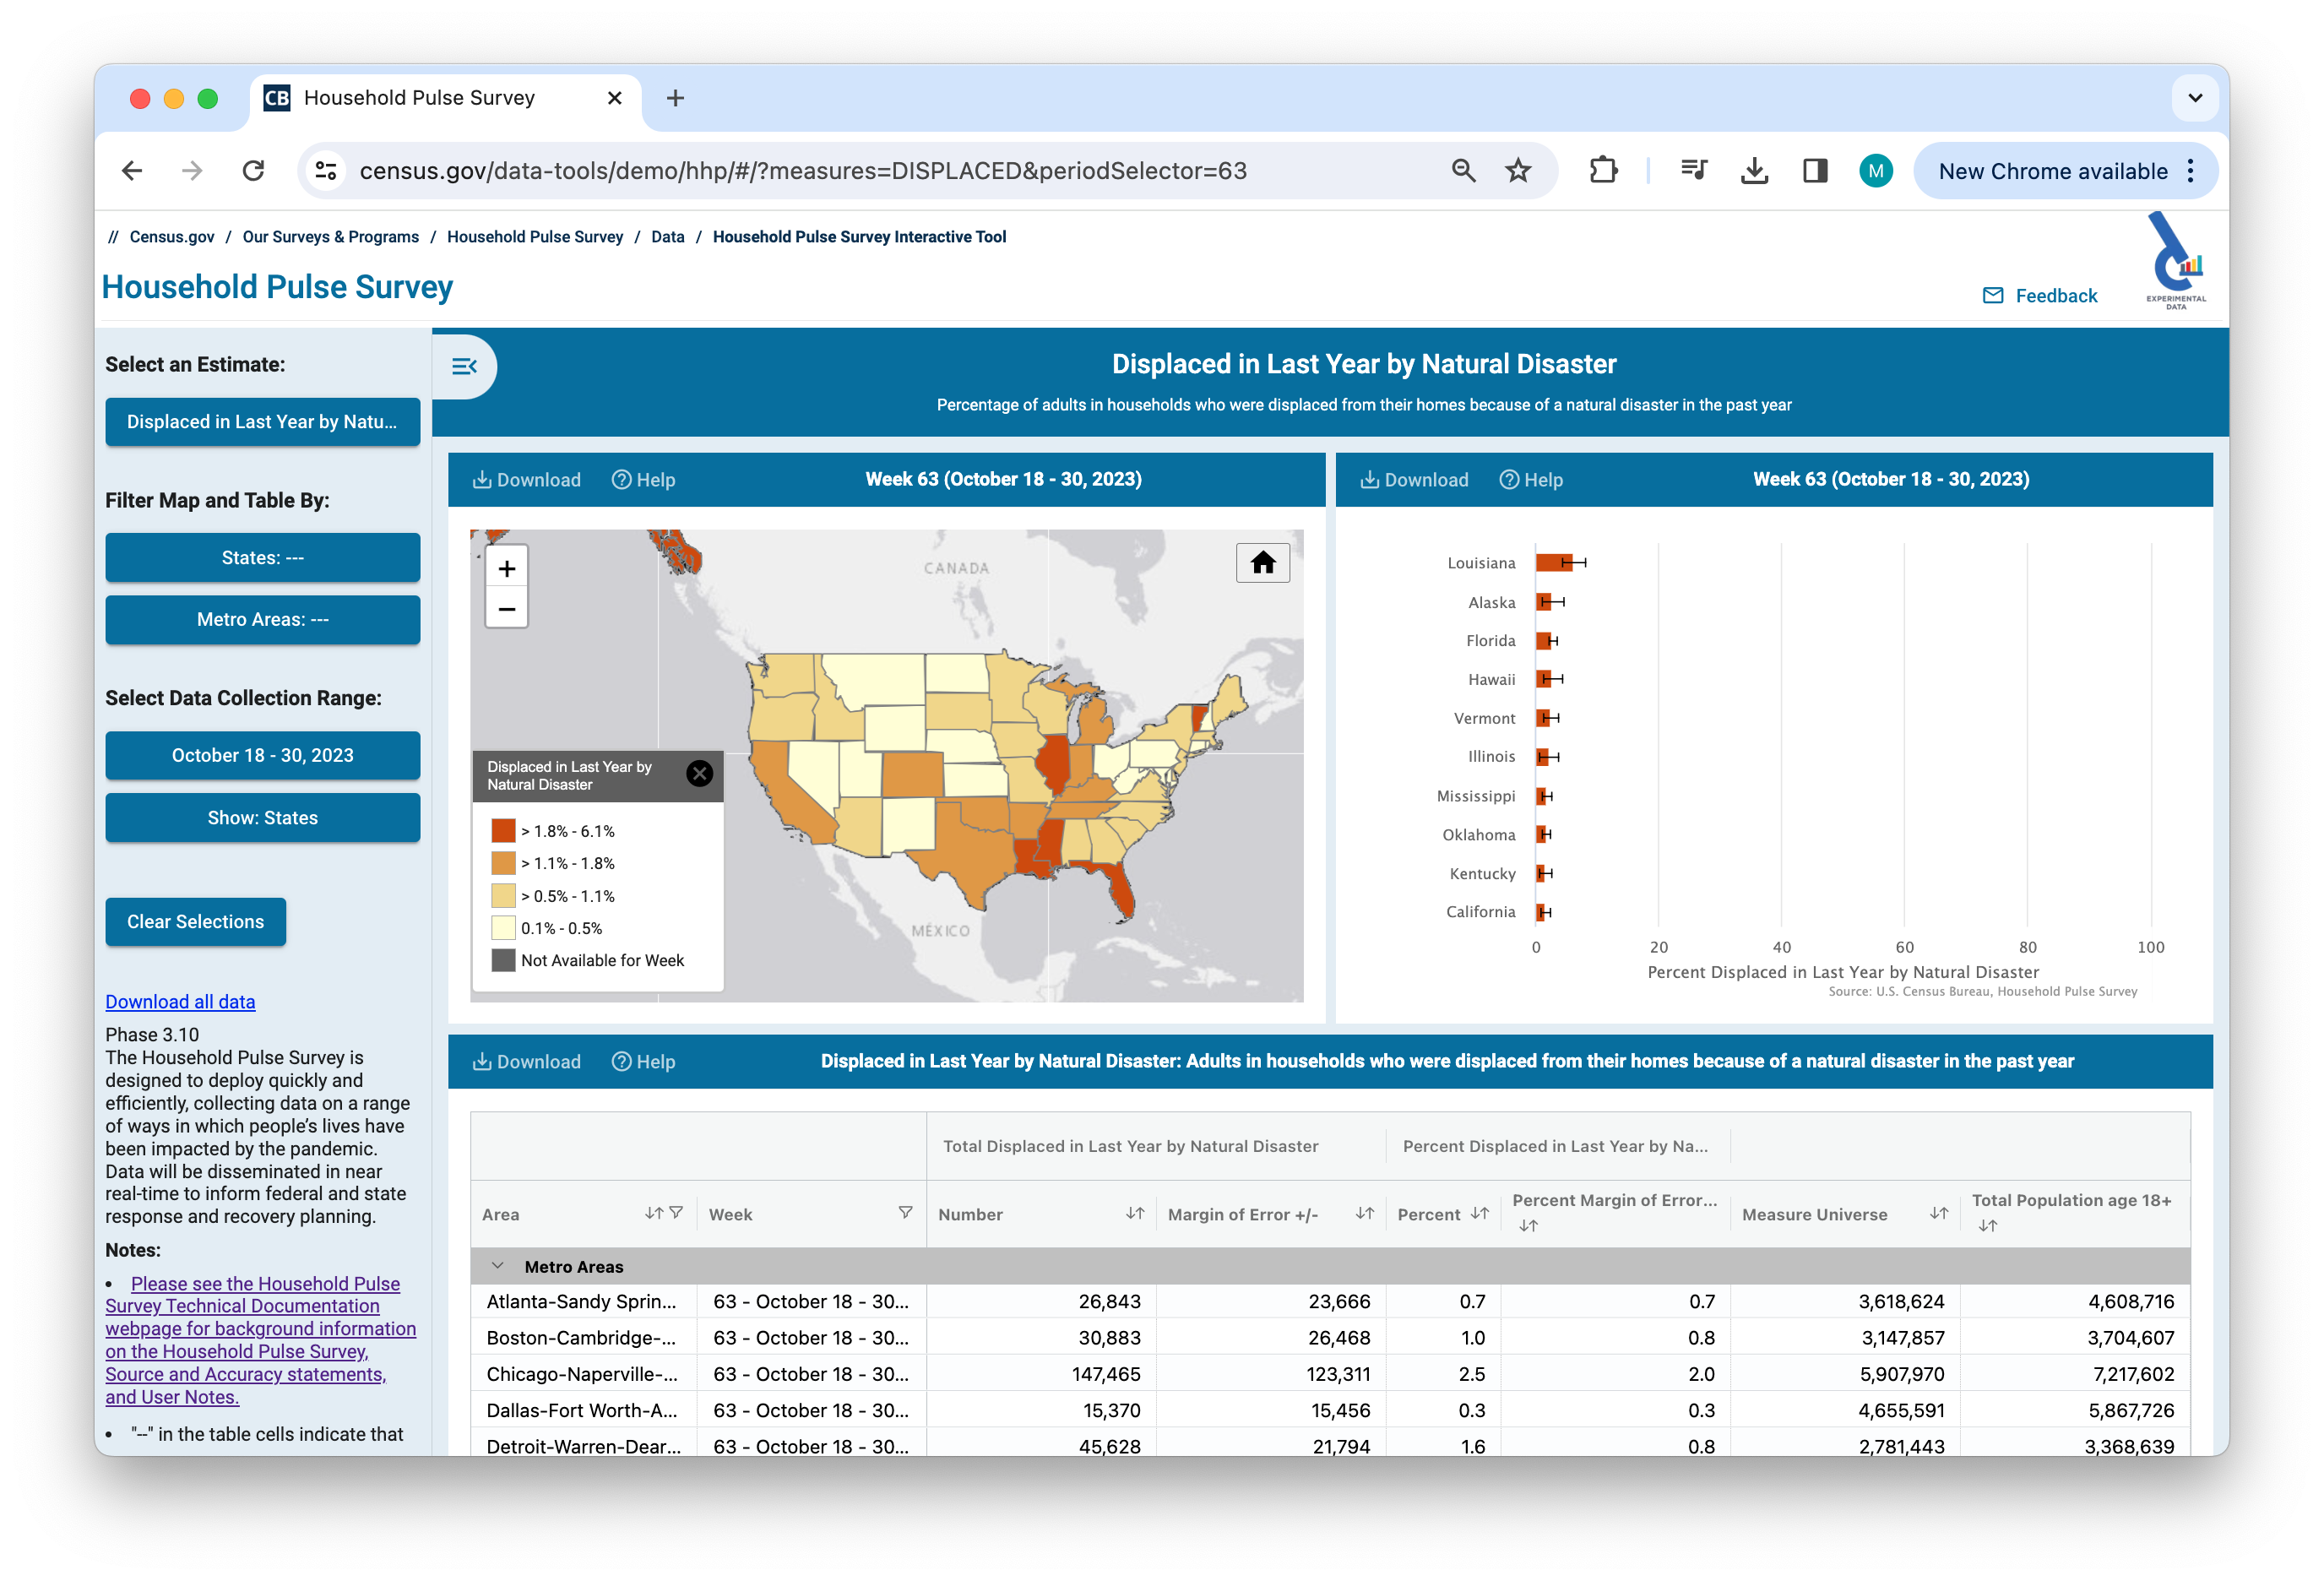 CB Household Pulse Survey
census.gov/data-tools/demo/hhp/#/?measures=DISPLACED&periodSelector=63
M
New Chrome available
// Census.gov / Our Surveys & Programs / Household Pulse Survey / Data / Household Pulse Survey Interactive Tool
Household Pulse Survey
Feedback
EXPERIMENTAL
DATA
Select an Estimate:
Displaced in Last Year by Natu...
Filter Map and Table By:
States: ---
Metro Areas: ---
Select Data Collection Range:
October 18 - 30, 2023
Show: States
Clear Selections
Download all data
Phase 3.10
The Household Pulse Survey is
designed to deploy quickly and
efficiently, collecting data on a range
of ways in which people’s lives have
been impacted by the pandemic.
Data will be disseminated in near
real-time to inform federal and state
response and recovery planning.
Notes:
• Please see the Household Pulse
Survey Technical Documentation
webpage for background information
on the Household Pulse Survey,
Source and Accuracy statements,
and User Notes.
• "--" in the table cells indicate that
Displaced in Last Year by Natural Disaster
Percentage of adults in households who were displaced from their homes because of a natural disaster in the past year
Download Help Week 63 (October 18 - 30, 2023)
+
−
CANADA
MÉXICO
Displaced in Last Year by
Natural Disaster
> 1.8% - 6.1%
> 1.1% - 1.8%
> 0.5% - 1.1%
0.1% - 0.5%
Not Available for Week
Download Help Week 63 (October 18 - 30, 2023)
Louisiana
Alaska
Florida
Hawaii
Vermont
Illinois
Mississippi
Oklahoma
Kentucky
California
0 20 40 60 80 100
Percent Displaced in Last Year by Natural Disaster
Source: U.S. Census Bureau, Household Pulse Survey
Download Help Displaced in Last Year by Natural Disaster: Adults in households who were displaced from their homes because of a natural disaster in the past year
Total Displaced in Last Year by Natural Disaster Percent Displaced in Last Year by Na...
Area Week Number Margin of Error +/- Percent Percent Margin of Error... Measure Universe Total Population age 18+
Metro Areas
Atlanta-Sandy Sprin... 63 - October 18 - 30... 26,843 23,666 0.7 0.7 3,618,624 4,608,716
Boston-Cambridge-... 63 - October 18 - 30... 30,883 26,468 1.0 0.8 3,147,857 3,704,607
Chicago-Naperville-... 63 - October 18 - 30... 147,465 123,311 2.5 2.0 5,907,970 7,217,602
Dallas-Fort Worth-A... 63 - October 18 - 30... 15,370 15,456 0.3 0.3 4,655,591 5,867,726
Detroit-Warren-Dear... 63 - October 18 - 30... 45,628 21,794 1.6 0.8 2,781,443 3,368,639